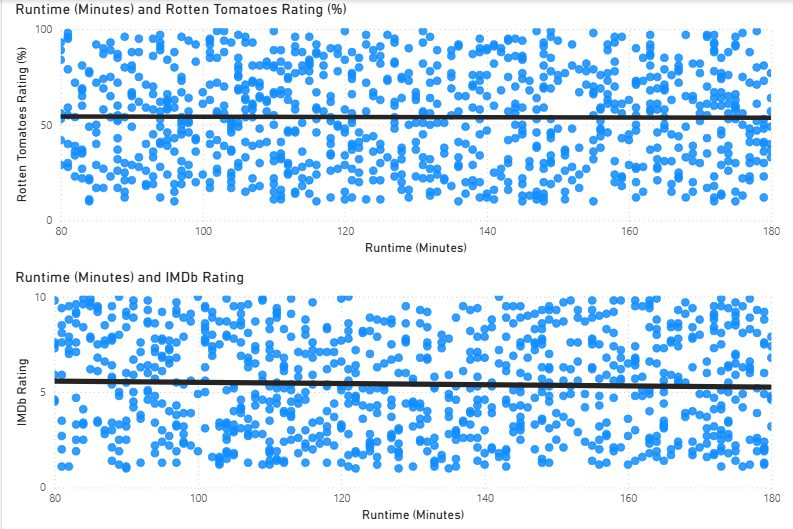 Runtime (Minutes) and Rotten Tomatoes Rating (%)
Rotten Tomatoes Rating (%)
100
50
0
80 100 120 140 160 180
Runtime (Minutes)
Runtime (Minutes) and IMDb Rating
IMDb Rating
10
5
0
80 100 120 140 160 180
Runtime (Minutes)